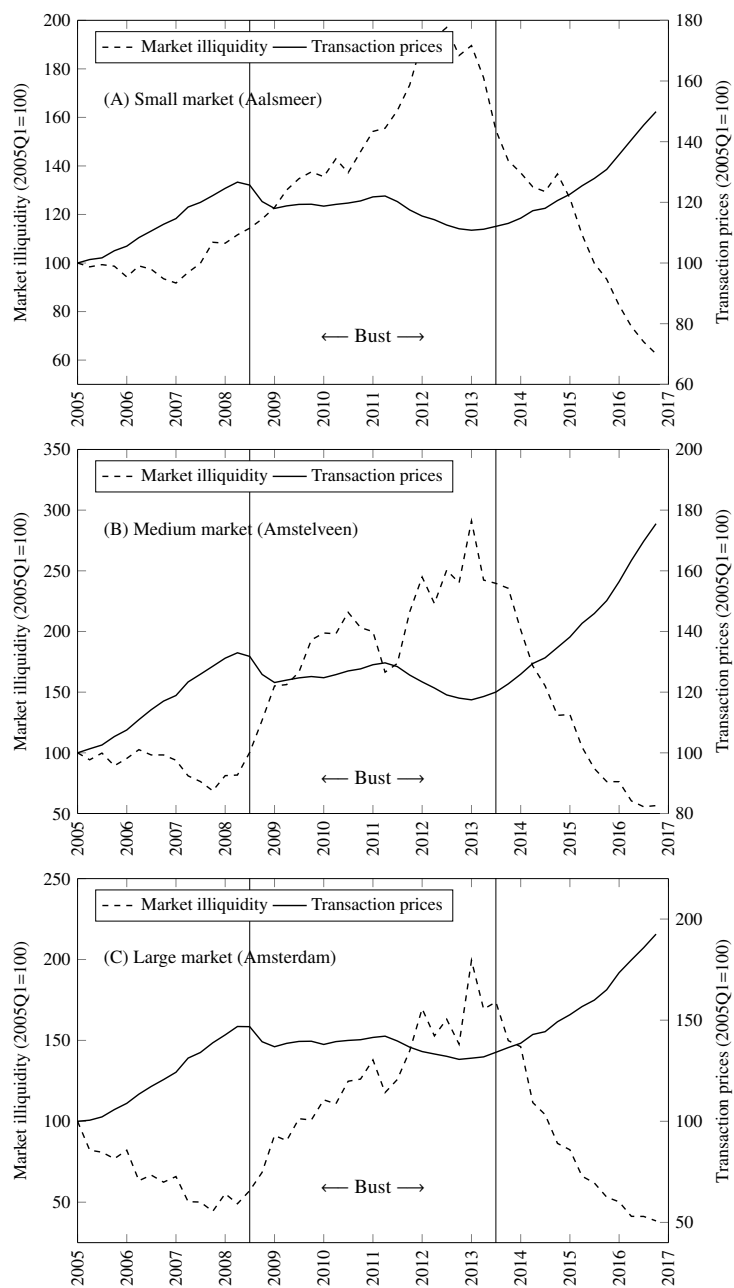 200
180
160
140
120
100
80
60
180
160
140
120
100
80
60
Market illiquidity (2005Q1=100)
Transaction prices (2005Q1=100)
Market illiquidity Transaction prices
(A) Small market (Aalsmeer)
←— Bust —→
2005 2006 2007 2008 2009 2010 2011 2012 2013 2014 2015 2016 2017
350
300
250
200
150
100
50
200
180
160
140
120
100
80
Market illiquidity (2005Q1=100)
Transaction prices (2005Q1=100)
Market illiquidity Transaction prices
(B) Medium market (Amstelveen)
←— Bust —→
2005 2006 2007 2008 2009 2010 2011 2012 2013 2014 2015 2016 2017
250
200
150
100
50
200
150
100
50
Market illiquidity (2005Q1=100)
Transaction prices (2005Q1=100)
Market illiquidity Transaction prices
(C) Large market (Amsterdam)
←— Bust —→
2005 2006 2007 2008 2009 2010 2011 2012 2013 2014 2015 2016 2017